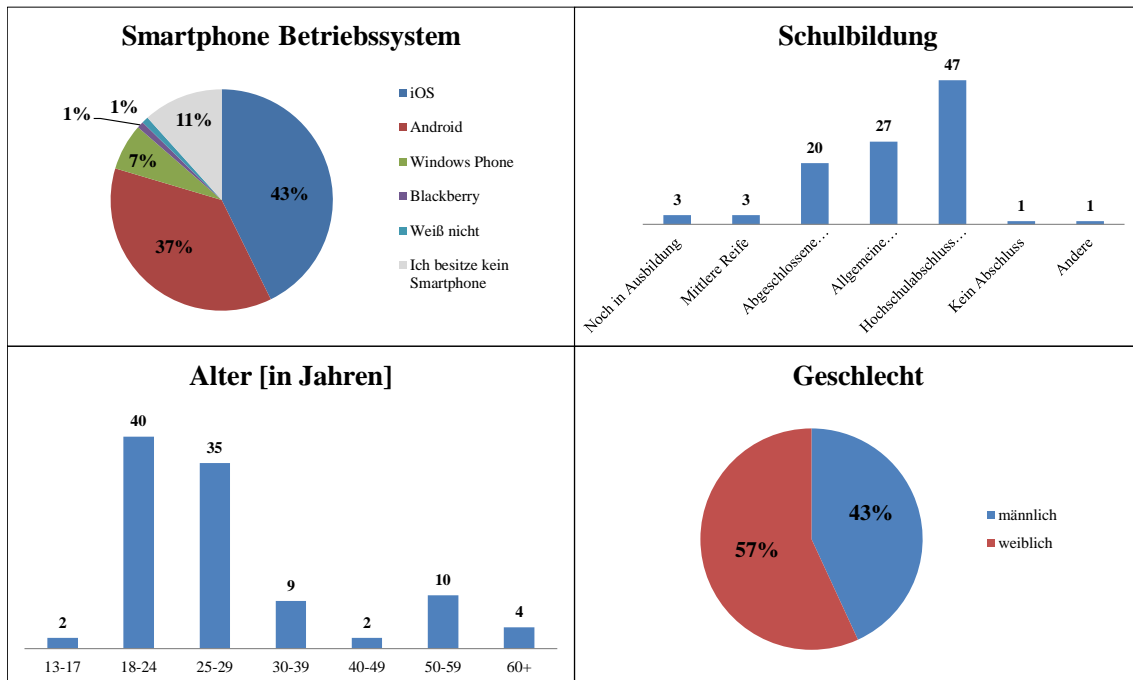 Smartphone Betriebssystem
1%
1%
11%
7%
43%
37%
iOS
Android
Windows Phone
Blackberry
Weiß nicht
Ich besitze kein
Smartphone
Schulbildung
3
3
20
27
47
1
1
Noch in Ausbildung
Mittlere Reife
Abgeschlossene…
Allgemeine…
Hochschulabschluss…
Kein Abschluss
Andere
Alter [in Jahren]
2
40
35
9
2
10
4
13-17
18-24
25-29
30-39
40-49
50-59
60+
Geschlecht
43%
57%
männlich
weiblich